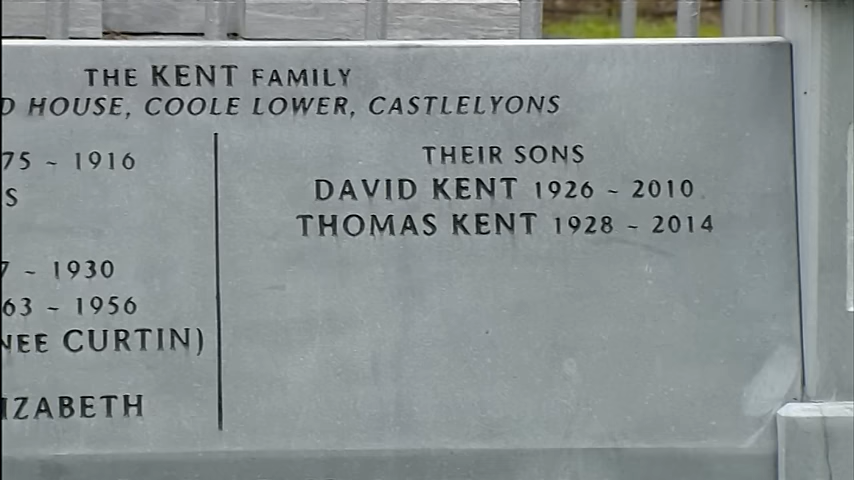 THE KENT FAMILY
D HOUSE, COOLE LOWER, CASTLELYONS
75 ~ 1916
S
7 ~ 1930
63 ~ 1956
NEE CURTIN)
IZABETH
THEIR SONS
DAVID KENT 1926 ~ 2010
THOMAS KENT 1928 ~ 2014